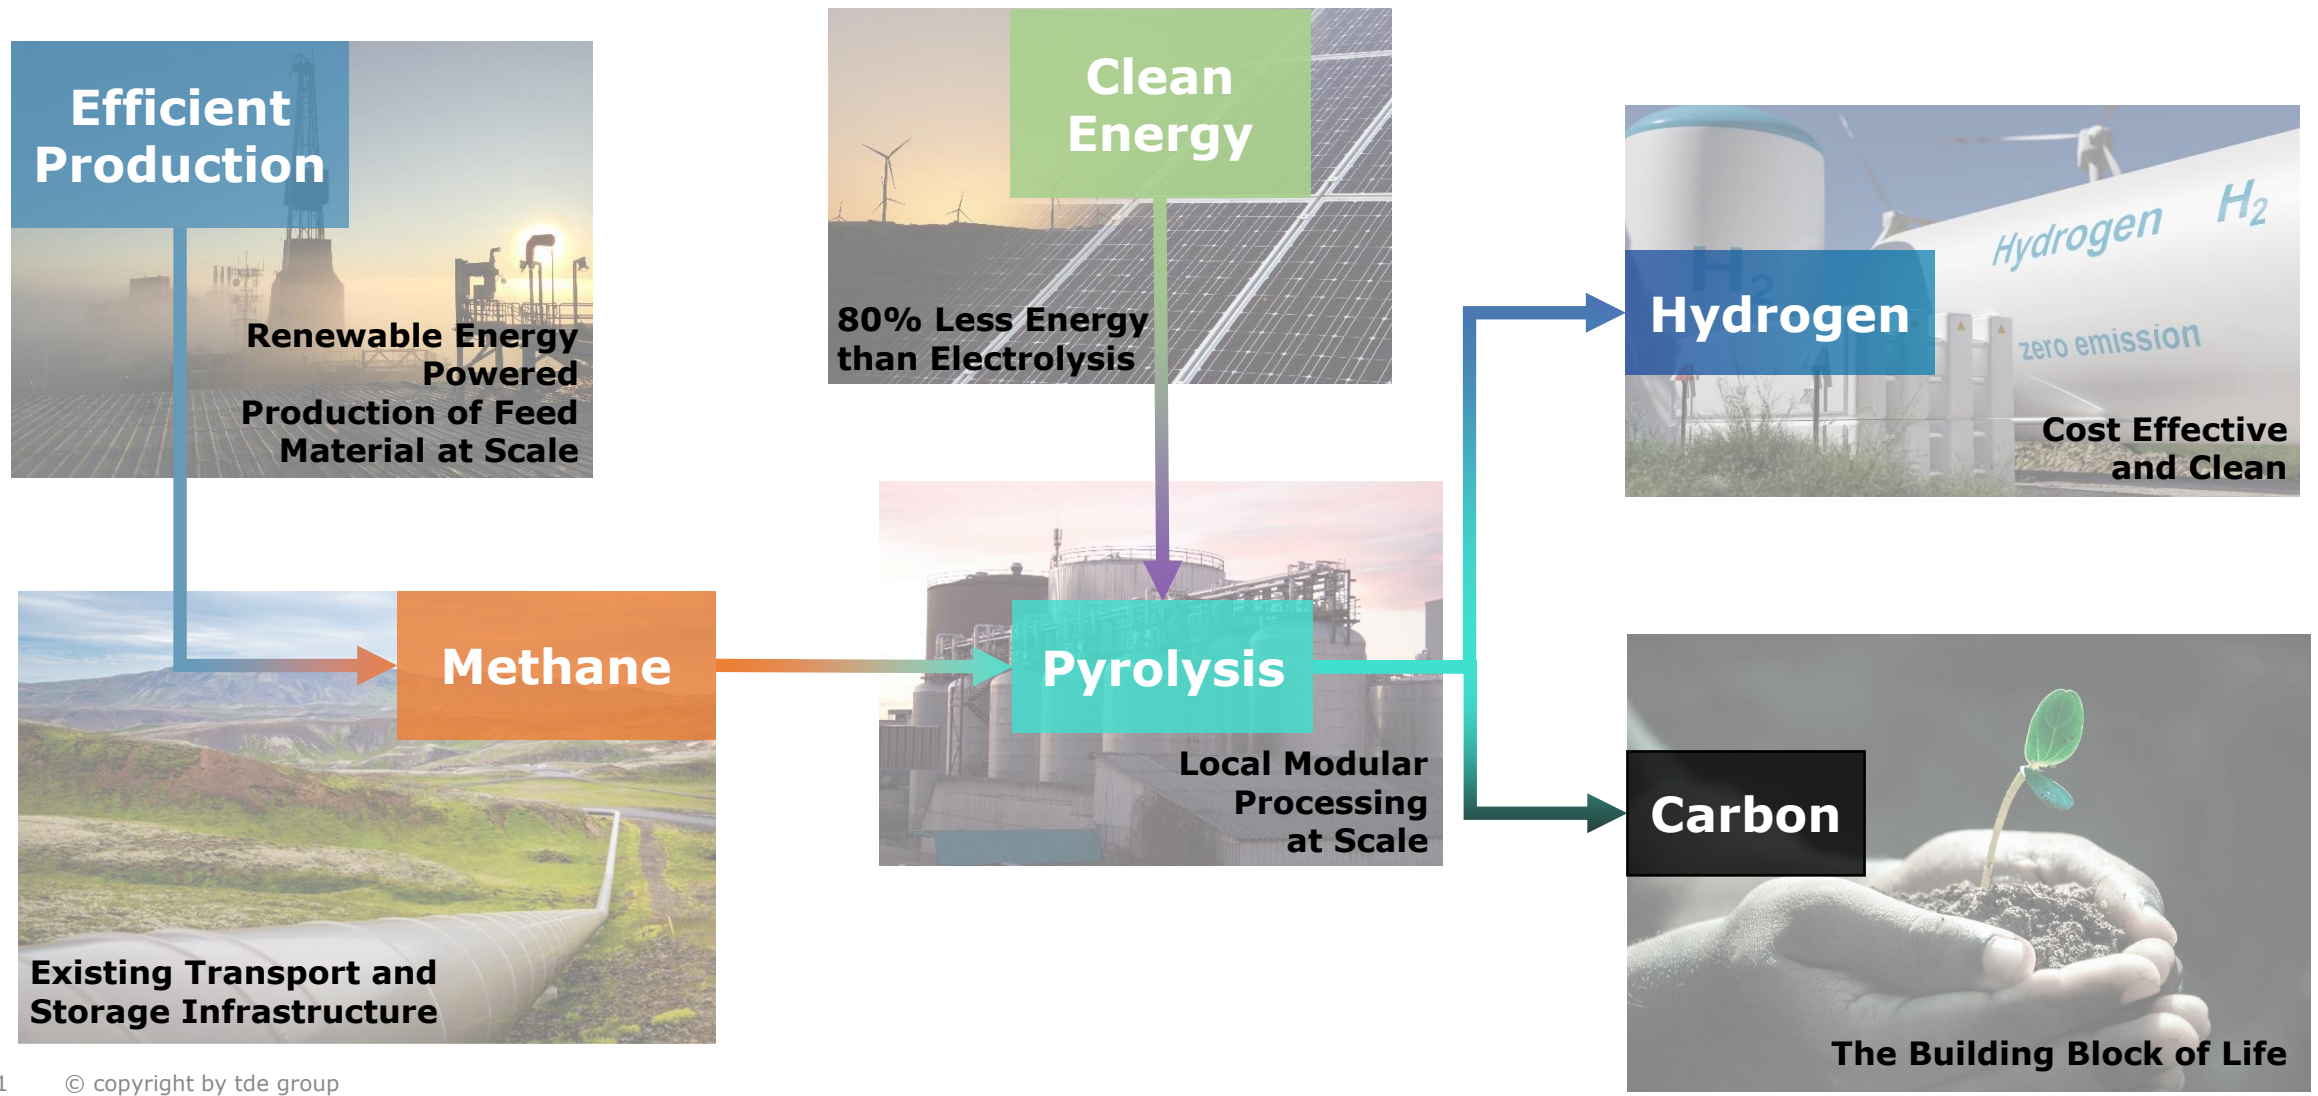 Efficient
Production
Renewable Energy
Powered
Production of Feed
Material at Scale
Clean
Energy
80% Less Energy
than Electrolysis
H2
Hydrogen H2
zero emission
Hydrogen
Cost Effective
and Clean
Methane
Existing Transport and
Storage Infrastructure
Pyrolysis
Local Modular
Processing
at Scale
Carbon
The Building Block of Life
1 © copyright by tde group